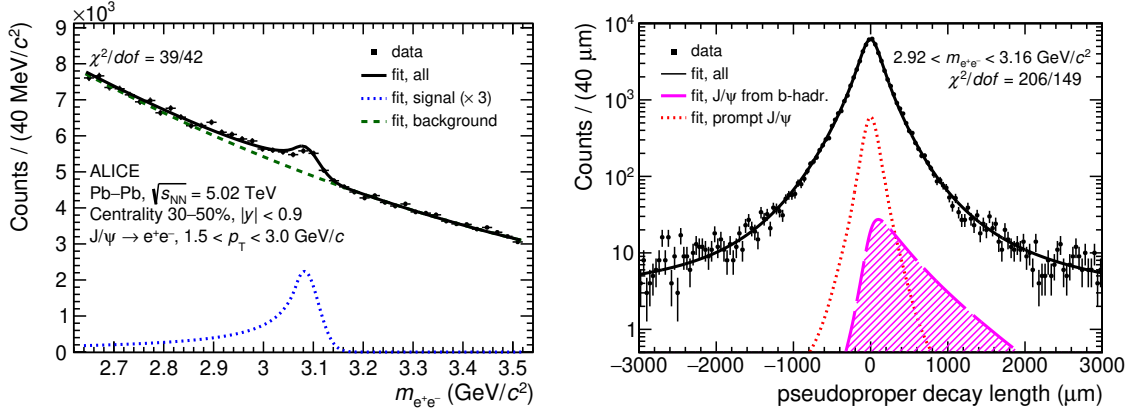 ×10³
χ²/dof = 39/42
data
fit, all
fit, signal (× 3)
fit, background
ALICE
Pb–Pb, √s_NN = 5.02 TeV
Centrality 30–50%, |y| < 0.9
J/ψ → e⁺e⁻, 1.5 < p_T < 3.0 GeV/c
Counts / (40 MeV/c²)
9
8
7
6
5
4
3
2
1
0
2.7 2.8 2.9 3 3.1 3.2 3.3 3.4 3.5
m_e⁺e⁻ (GeV/c²)
Counts / (40 μm)
10⁴
10³
10²
10
1
data
fit, all
fit, J/ψ from b-hadr.
fit, prompt J/ψ
2.92 < m_e⁺e⁻ < 3.16 GeV/c²
χ²/dof = 206/149
−3000 −2000 −1000 0 1000 2000 3000
pseudoproper decay length (μm)